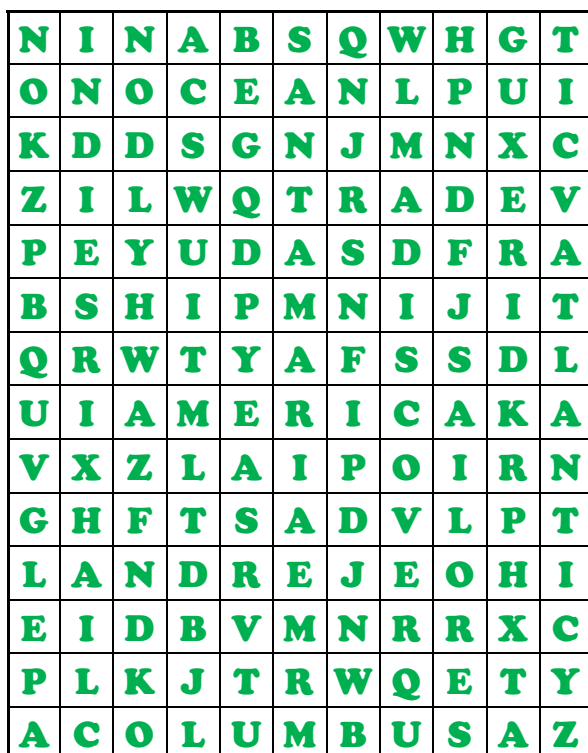 N I N A B S Q W H G T
O N O C E A N L P U I
K D D S G N J M N X C
Z I L W Q T R A D E V
P E Y U D A S D F R A
B S H I P M N I J I T
Q R W T Y A F S S D L
U I A M E R I C A K A
V X Z L A I P O I R N
G H F T S A D V L P T
L A N D R E J E O H I
E I D B V M N R R X C
P L K J T R W Q E T Y
A C O L U M B U S A Z